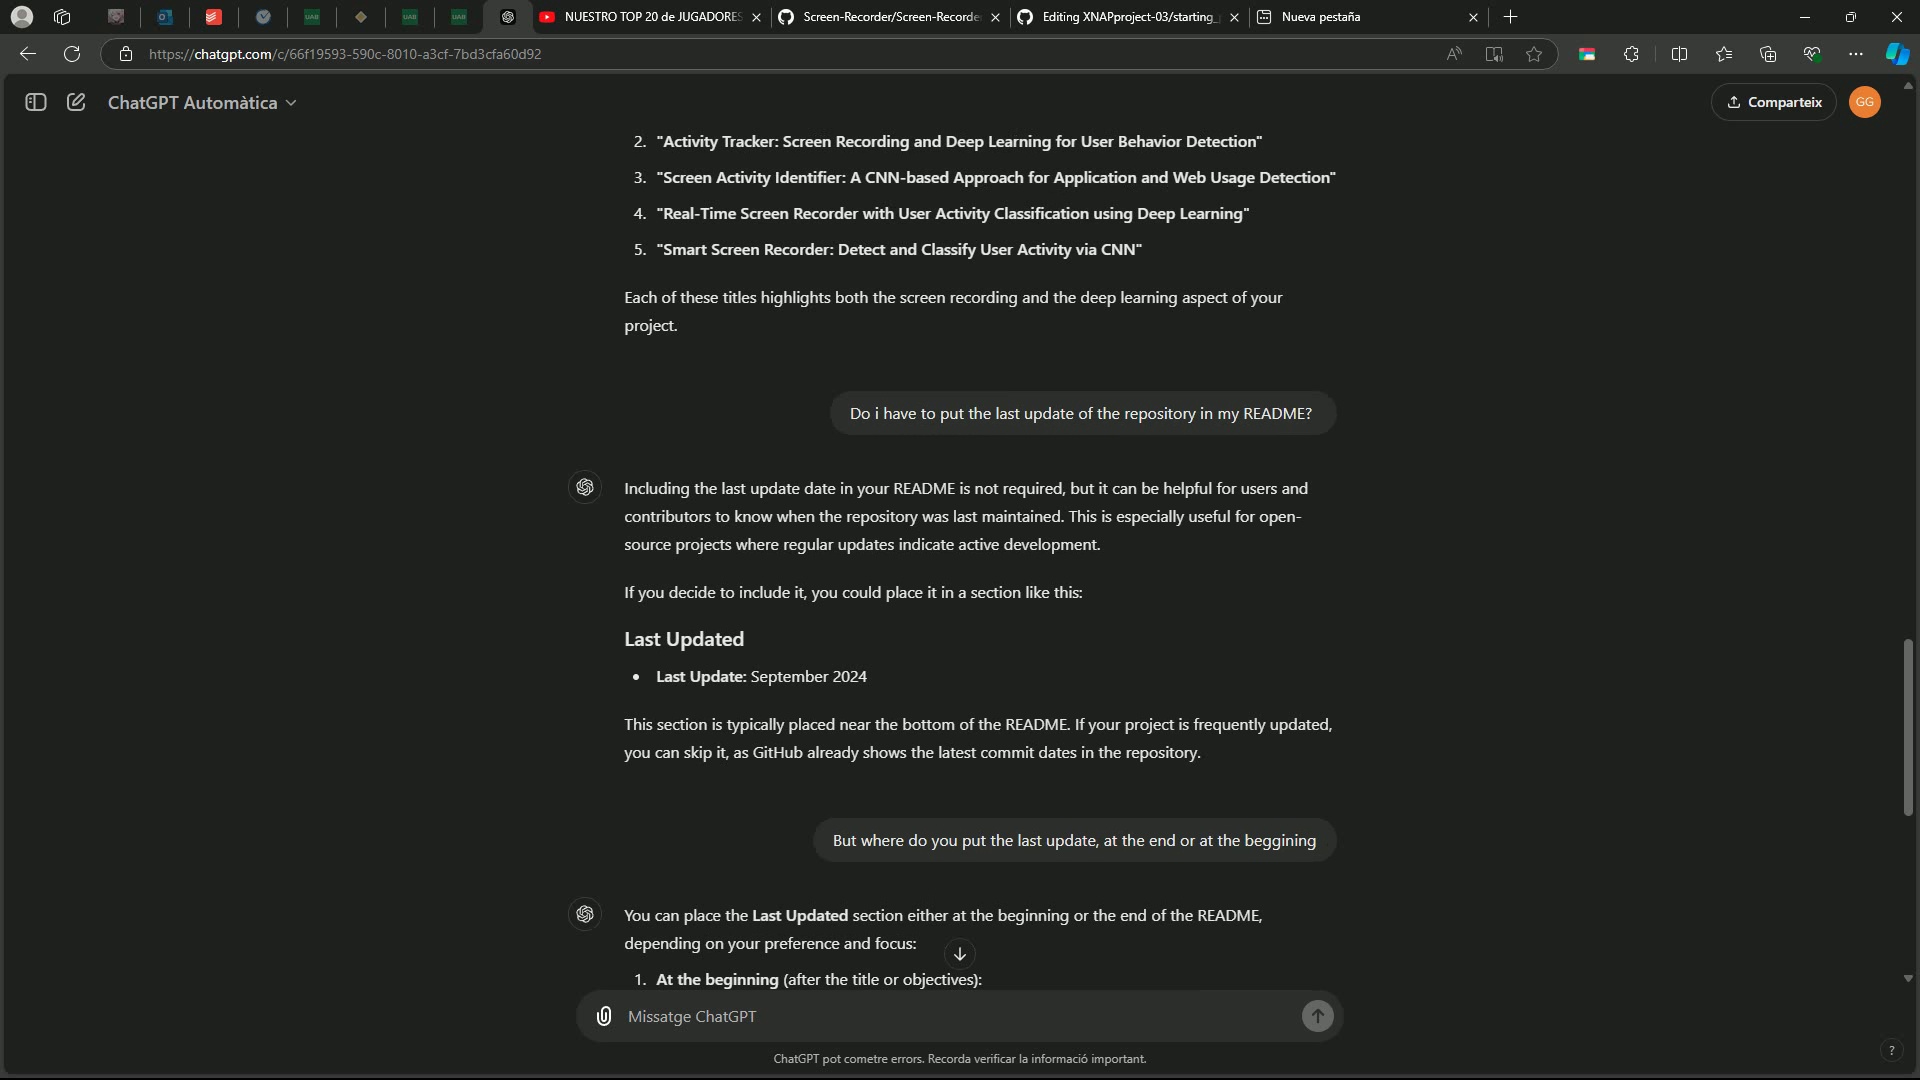 NUESTRO TOP 20 de JUGADORES
Screen-Recorder/Screen-Recorde
Editing XNAPproject-03/starting_
Nueva pestaña
https://chatgpt.com/c/66f19593-590c-8010-a3cf-7bd3cfa60d92
ChatGPT Automàtica
Comparteix
GG
2. "Activity Tracker: Screen Recording and Deep Learning for User Behavior Detection"
3. "Screen Activity Identifier: A CNN-based Approach for Application and Web Usage Detection"
4. "Real-Time Screen Recorder with User Activity Classification using Deep Learning"
5. "Smart Screen Recorder: Detect and Classify User Activity via CNN"
Each of these titles highlights both the screen recording and the deep learning aspect of your
project.
Do i have to put the last update of the repository in my README?
Including the last update date in your README is not required, but it can be helpful for users and
contributors to know when the repository was last maintained. This is especially useful for open-
source projects where regular updates indicate active development.
If you decide to include it, you could place it in a section like this:
Last Updated
• Last Update: September 2024
This section is typically placed near the bottom of the README. If your project is frequently updated,
you can skip it, as GitHub already shows the latest commit dates in the repository.
But where do you put the last update, at the end or at the beggining
You can place the Last Updated section either at the beginning or the end of the README,
depending on your preference and focus:
1. At the beginning (after the title or objectives):
Missatge ChatGPT
ChatGPT pot cometre errors. Recorda verificar la informació important.
?